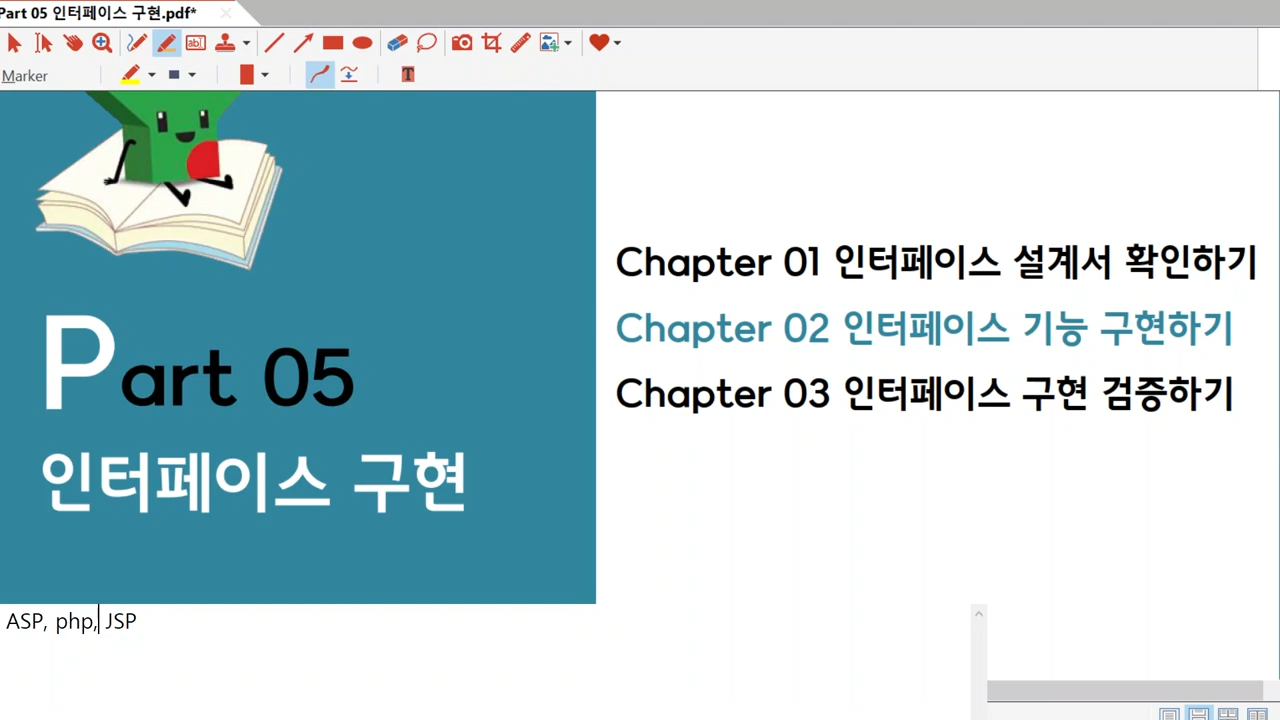 Part 05 인터페이스 구현.pdf*
Marker
Chapter 01 인터페이스 설계서 확인하기
Chapter 02 인터페이스 기능 구현하기
Chapter 03 인터페이스 구현 검증하기
Part 05
인터페이스 구현
ASP, php, JSP